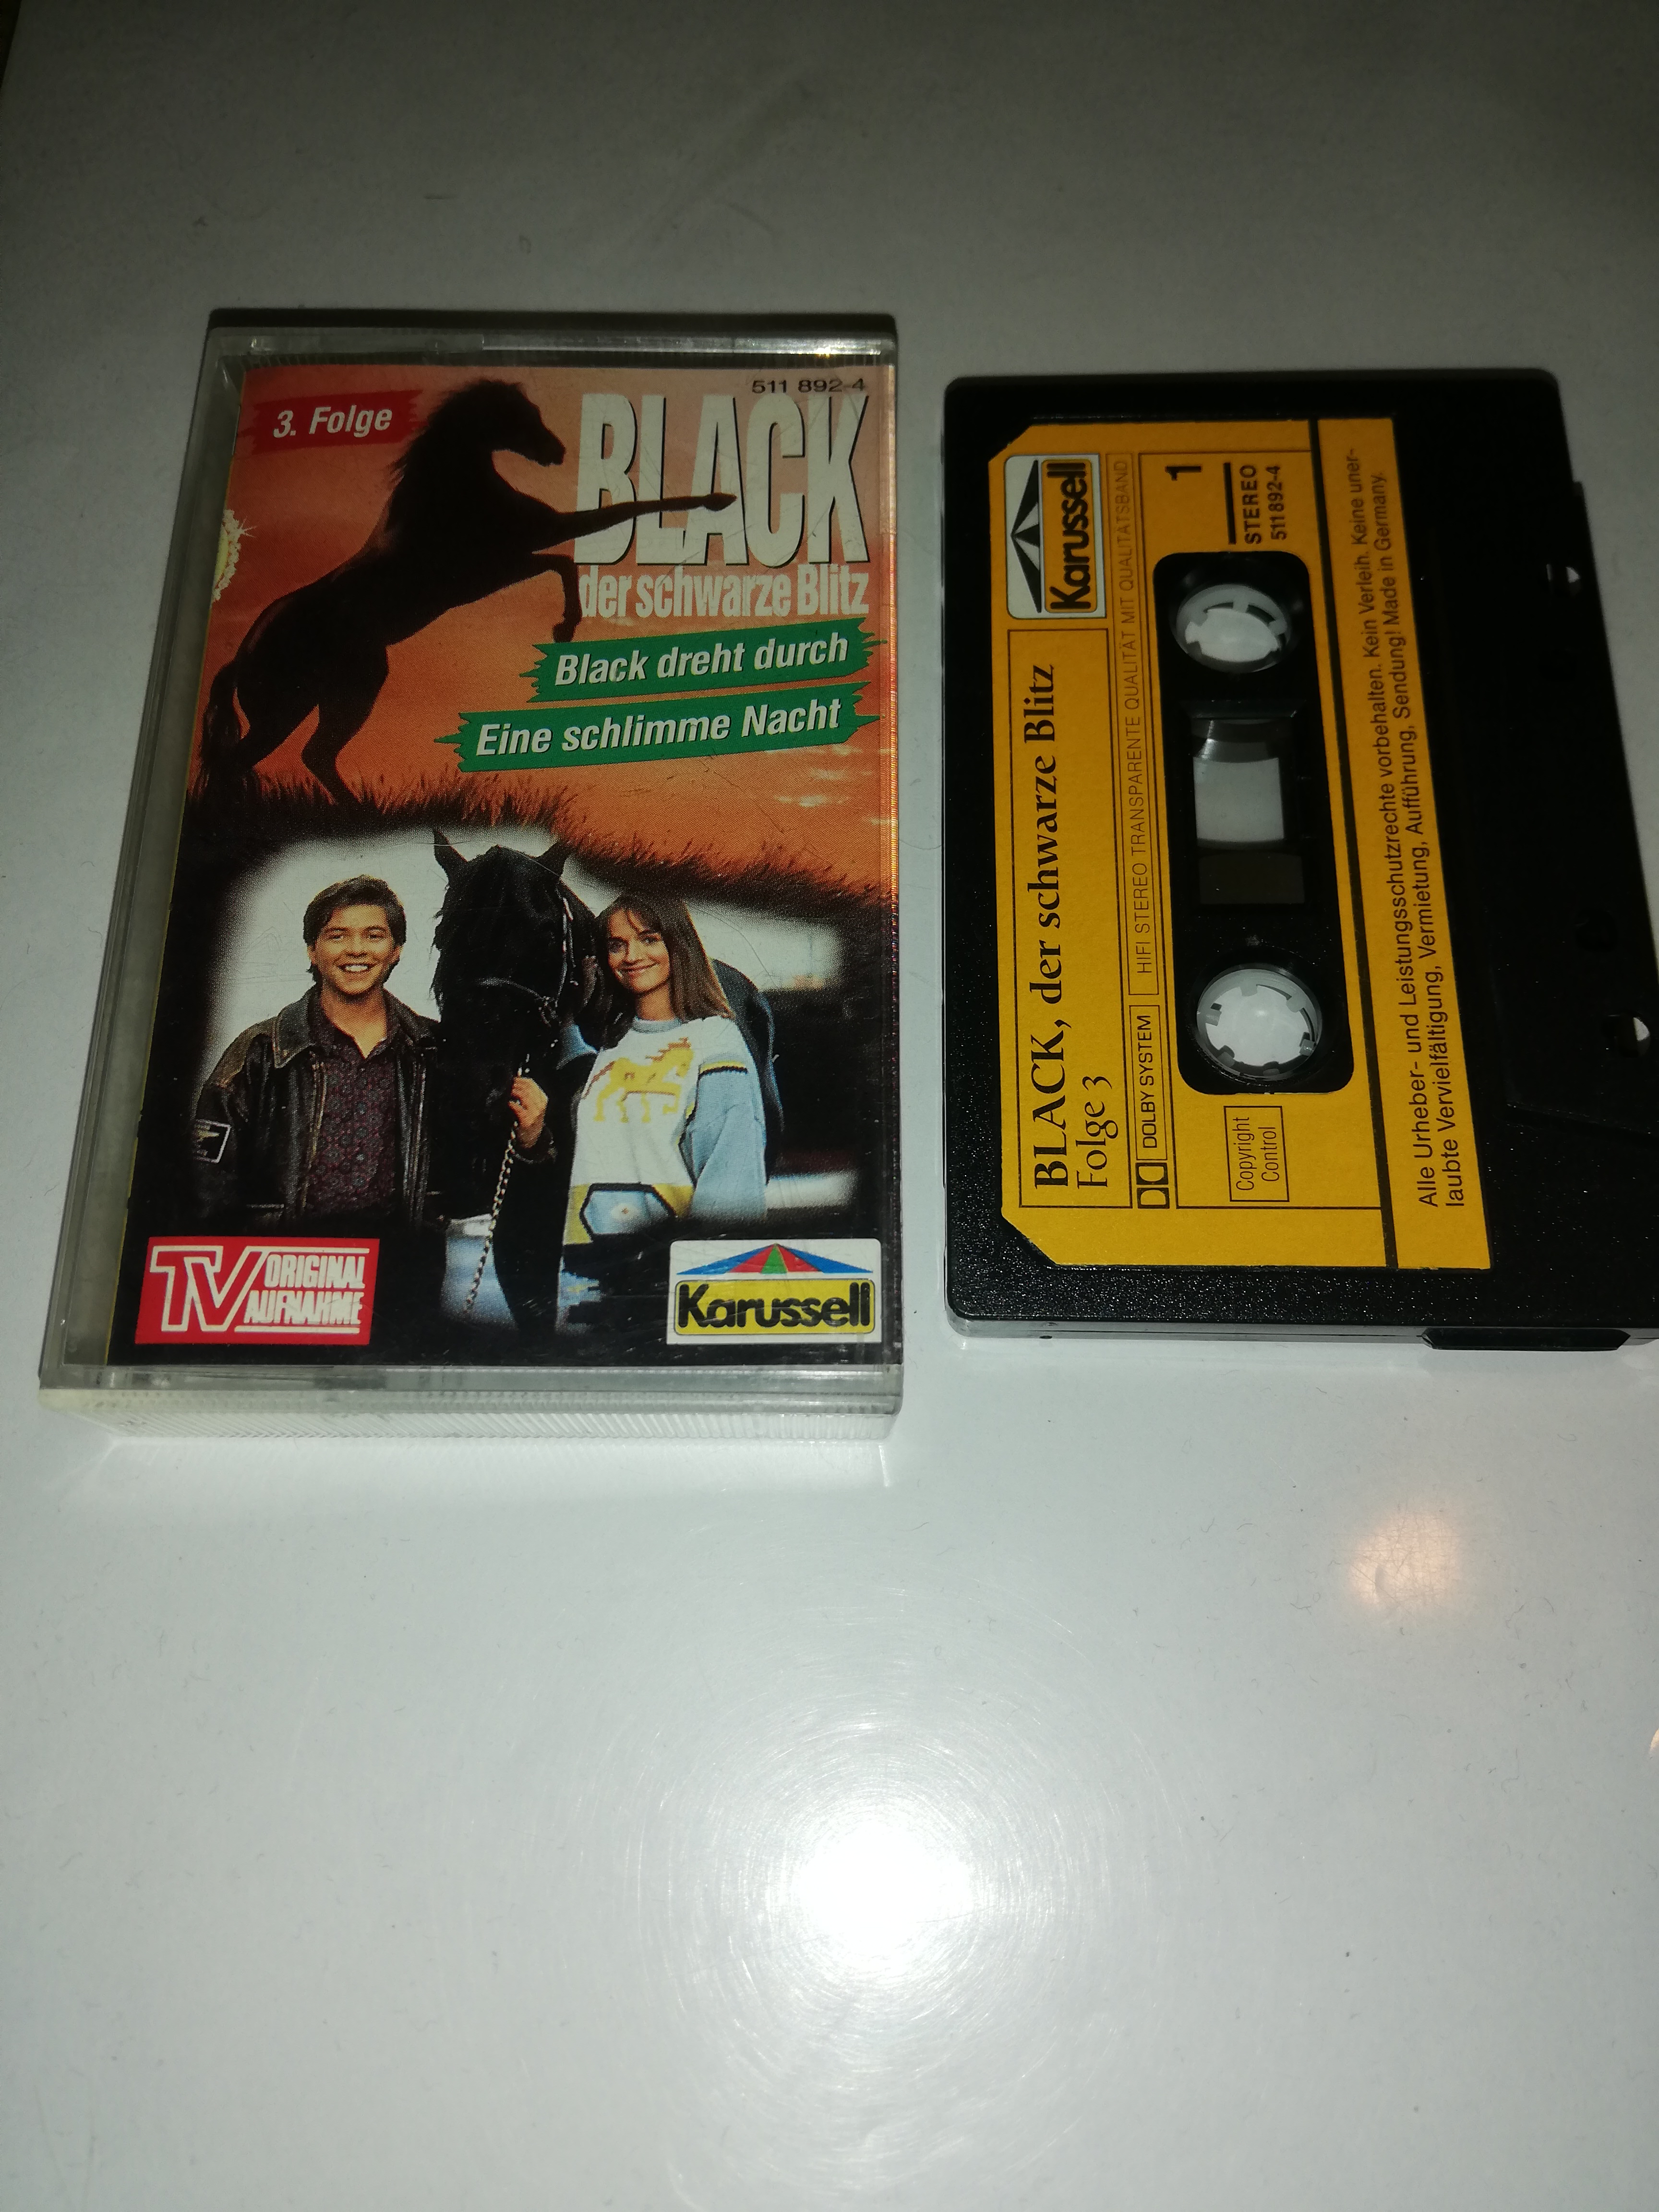 511 892-4
3. Folge
BLACK
der schwarze Blitz
Black dreht durch
Eine schlimme Nacht
TV ORIGINAL
AUFNAHME
Karussell
Karussell
BLACK, der schwarze Blitz
Folge 3
DOLBY SYSTEM
HIFI STEREO TRANSPARENTE QUALITÄT MIT QUALITÄTSBAND
1
STEREO
511892-4
Copyright
Control
Alle Urheber- und Leistungsschutzrechte vorbehalten. Kein Verleih. Keine uner-
laubte Vervielfältigung, Vermietung, Aufführung, Sendung! Made in Germany.